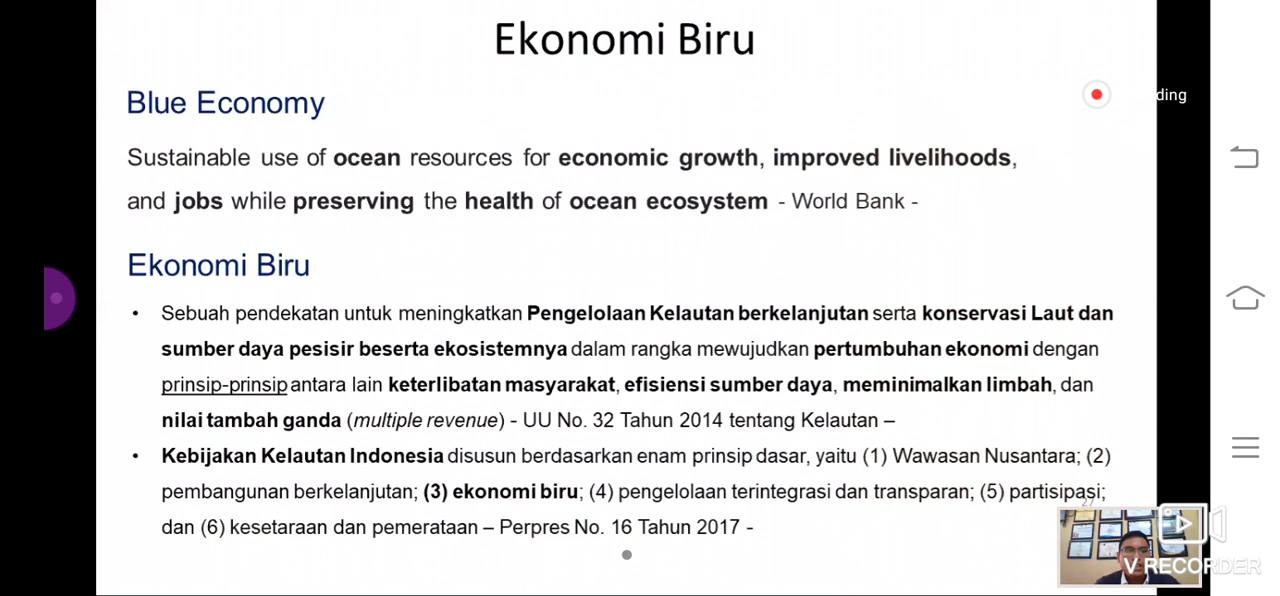 Ekonomi Biru
Blue Economy
ding
Sustainable use of ocean resources for economic growth, improved livelihoods,
and jobs while preserving the health of ocean ecosystem - World Bank -
Ekonomi Biru
• Sebuah pendekatan untuk meningkatkan Pengelolaan Kelautan berkelanjutan serta konservasi Laut dan
sumber daya pesisir beserta ekosistemnya dalam rangka mewujudkan pertumbuhan ekonomi dengan
prinsip-prinsip antara lain keterlibatan masyarakat, efisiensi sumber daya, meminimalkan limbah, dan
nilai tambah ganda (multiple revenue) - UU No. 32 Tahun 2014 tentang Kelautan –
• Kebijakan Kelautan Indonesia disusun berdasarkan enam prinsip dasar, yaitu (1) Wawasan Nusantara; (2)
pembangunan berkelanjutan; (3) ekonomi biru; (4) pengelolaan terintegrasi dan transparan; (5) partisipasi;
dan (6) kesetaraan dan pemerataan – Perpres No. 16 Tahun 2017 -
27
V RECORDER